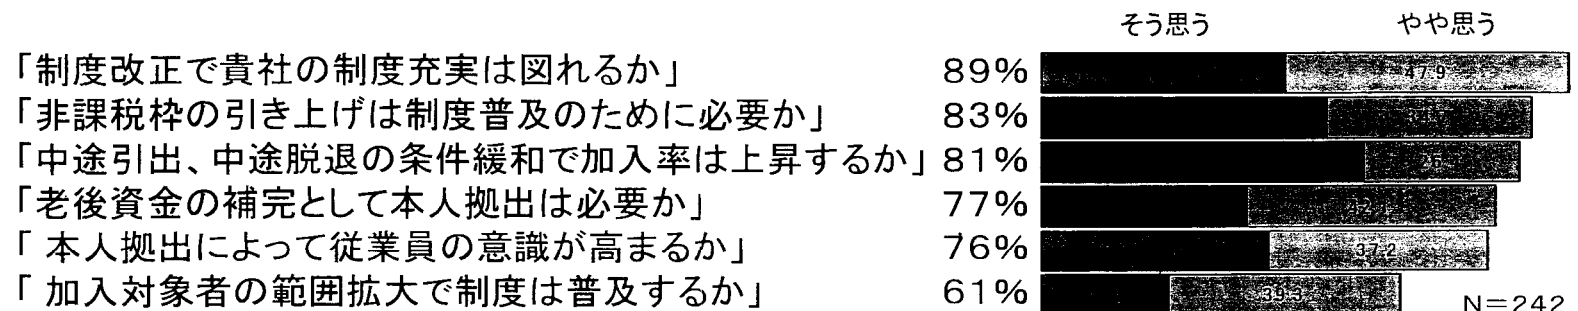 そう思う やや思う
「制度改正で貴社の制度充実は図れるか」 89% 47.9
「非課税枠の引き上げは制度普及のために必要か」 83%
「中途引出、中途脱退の条件緩和で加入率は上昇するか」 81% 26
「老後資金の補完として本人拠出は必要か」 77%
「 本人拠出によって従業員の意識が高まるか」 76% 37.2
「 加入対象者の範囲拡大で制度は普及するか」 61% 39.3
N=242